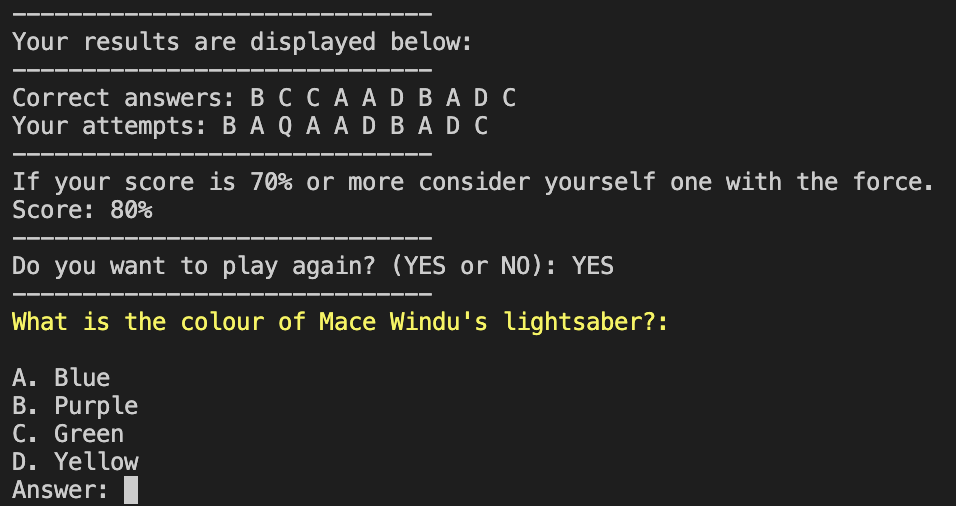 ------------------------------
Your results are displayed below:
------------------------------
Correct answers: B C C A A D B A D C
Your attempts: B A Q A A D B A D C
------------------------------
If your score is 70% or more consider yourself one with the force.
Score: 80%
------------------------------
Do you want to play again? (YES or NO): YES
------------------------------
What is the colour of Mace Windu's lightsaber?:
A. Blue
B. Purple
C. Green
D. Yellow
Answer: